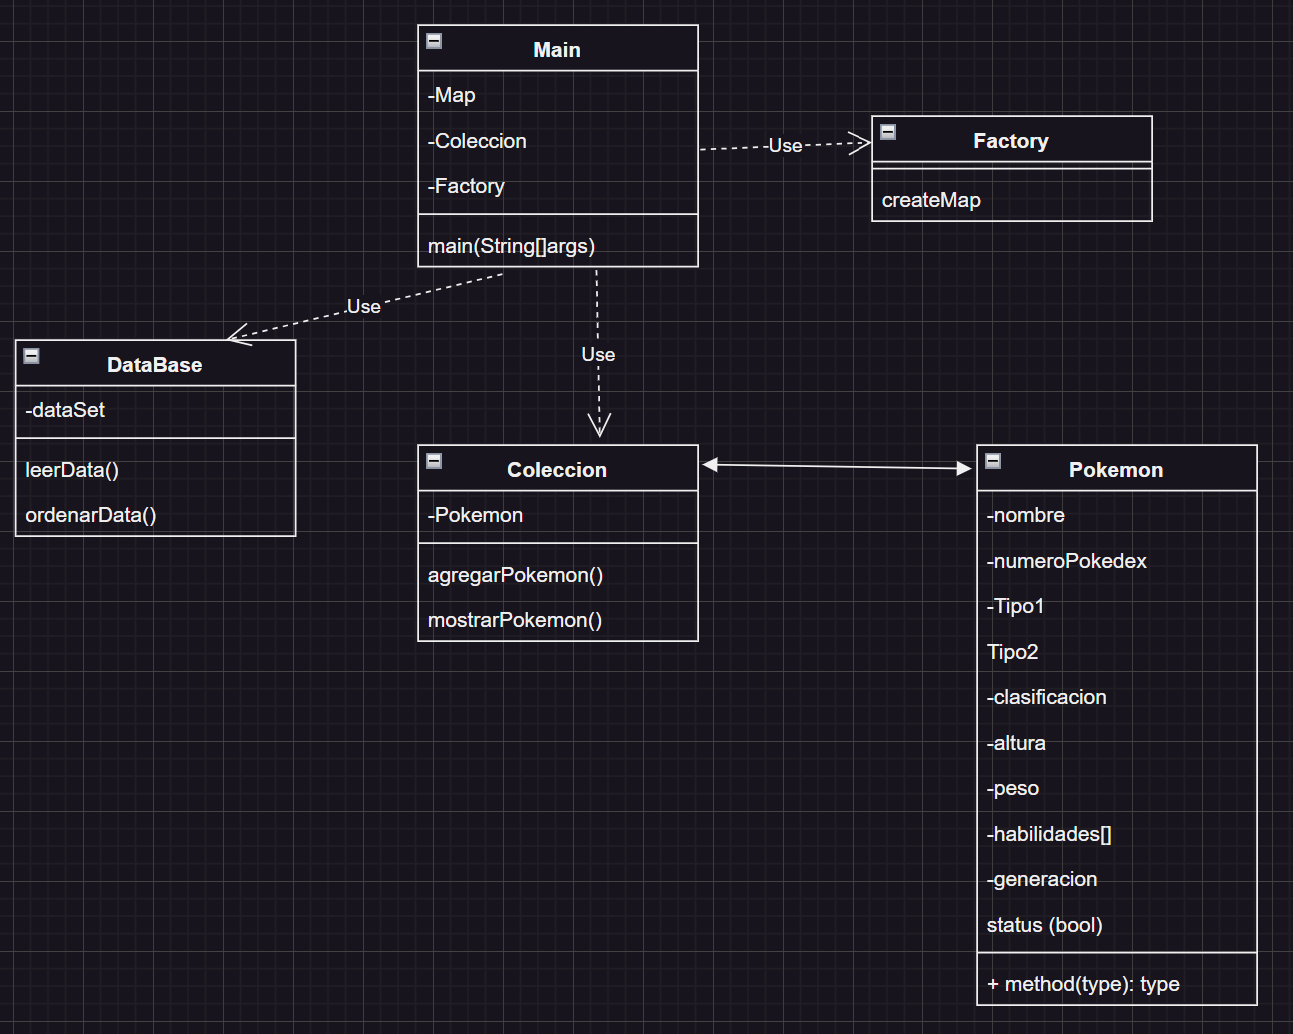 Main
-Map
-Coleccion
-Factory
main(String[]args)
Use
Factory
createMap
Use
Use
DataBase
-dataSet
leerData()
ordenarData()
Coleccion
-Pokemon
agregarPokemon()
mostrarPokemon()
Pokemon
-nombre
-numeroPokedex
-Tipo1
Tipo2
-clasificacion
-altura
-peso
-habilidades[]
-generacion
status (bool)
+ method(type): type